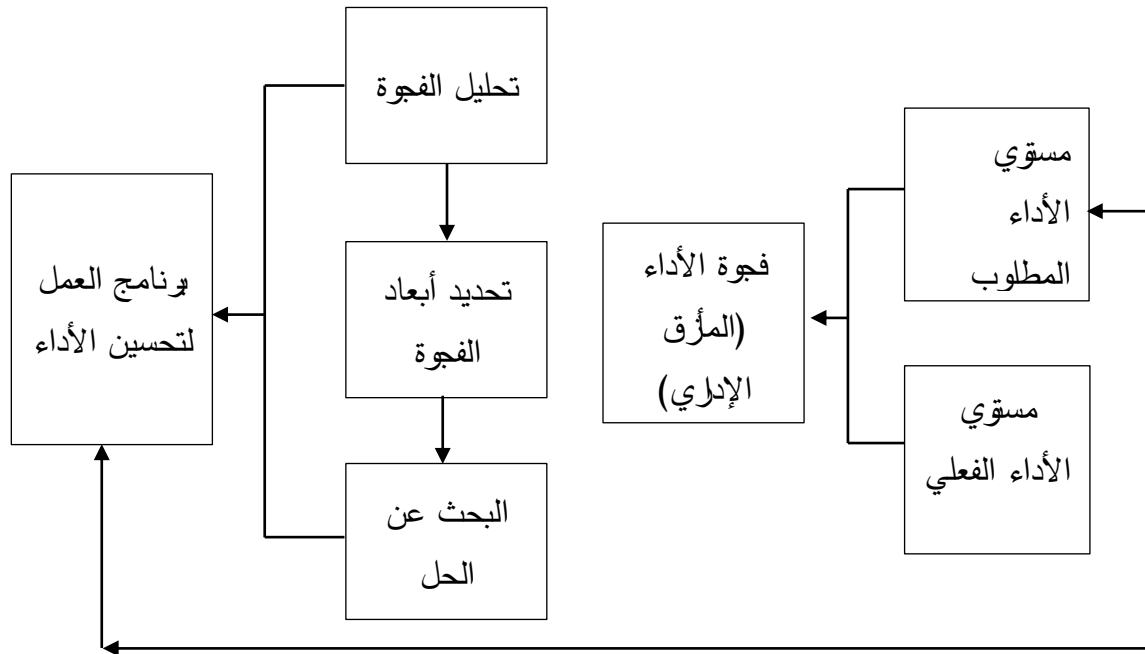 مستوي
الأداء
المطلوب
مستوي
الأداء الفعلي
فجوة الأداء
(المأزق
الإداري)
تحليل الفجوة
تحديد أبعاد
الفجوة
البحث عن
الحل
برنامج العمل
لتحسين الأداء